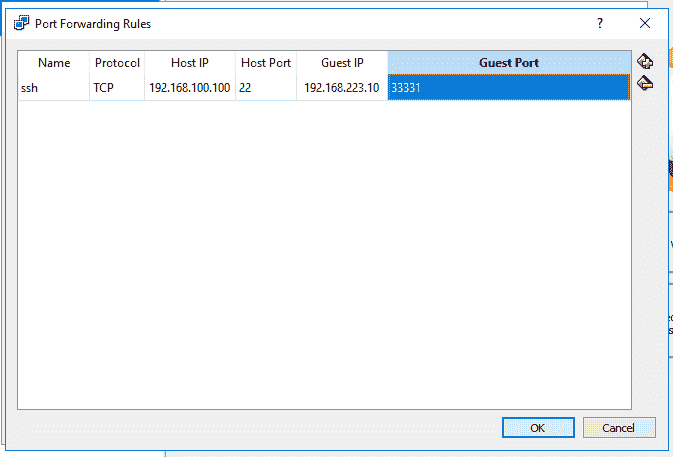 Port Forwarding Rules ?
Name Protocol Host IP Host Port Guest IP Guest Port
ssh TCP 192.168.100.100 22 192.168.223.10 33331
OK Cancel